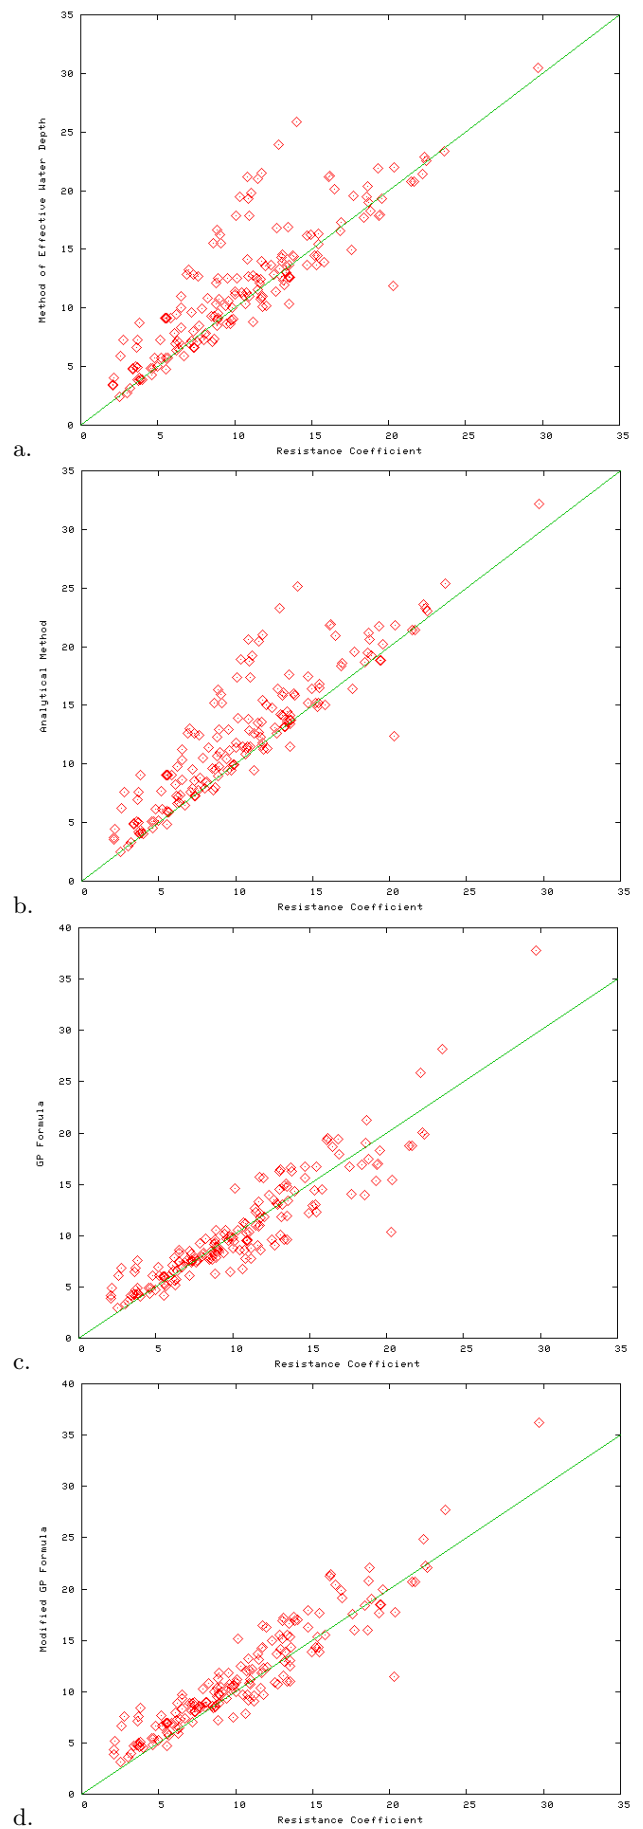 35
30
25
20
15
10
5
0
Method of Effective Water Depth
0 5 10 15 20 25 30 35
Resistance Coefficient
a.
35
30
25
20
15
10
5
0
Analytical Method
0 5 10 15 20 25 30 35
Resistance Coefficient
b.
40
35
30
25
20
15
10
5
0
GP Formula
0 5 10 15 20 25 30 35
Resistance Coefficient
c.
40
35
30
25
20
15
10
5
0
Modified GP Formula
0 5 10 15 20 25 30 35
Resistance Coefficient
d.